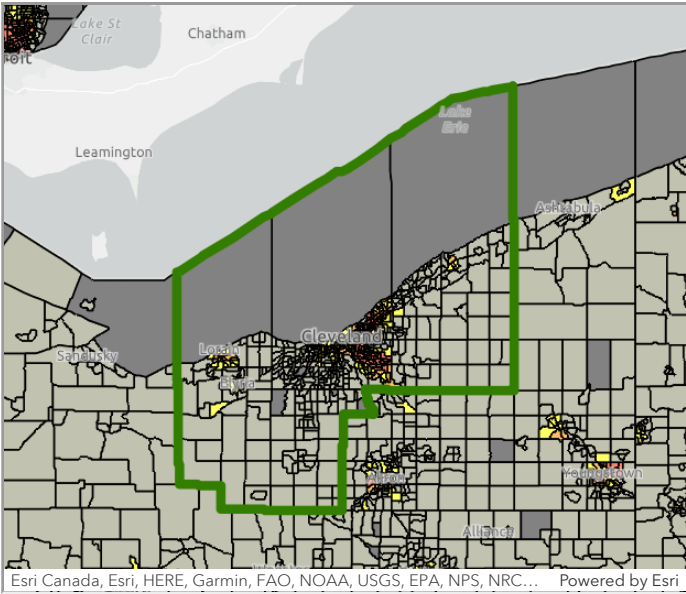 Lake St
Clair
Chatham
Lake
Erie
Leamington
Ashtabula
Cleveland
Lorain
Sandusky
Elyria
Akron
Youngstown
Alliance
Esri Canada, Esri, HERE, Garmin, FAO, NOAA, USGS, EPA, NPS, NRC... Powered by Esri